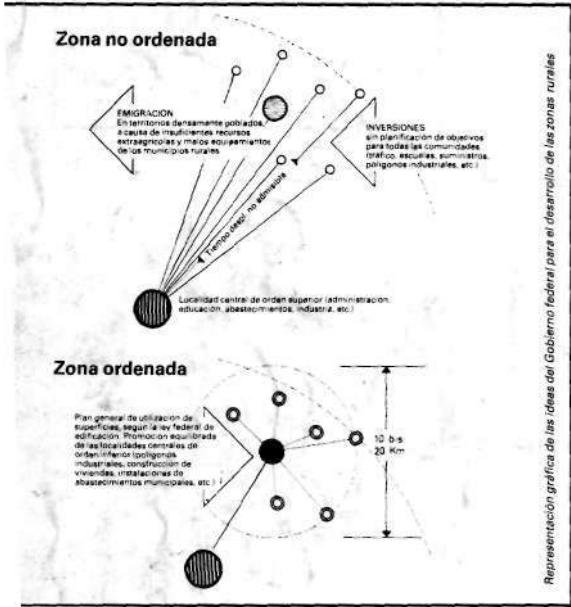 Zona no ordenada
EMIGRACION
En territorios densamente poblados,
a causa de insuficientes recursos
extraagricolas y malos equipamientos
de los municipios rurales
INVERSIONES
sin planificación de objetivos
para todas las comunidades
(tráfico, escuelas, suministros,
polígonos industriales, etc.)
Tiempo despl. no admisible
Localidad central de orden superior (administración,
educación, abastecimientos, industria, etc.)
Zona ordenada
Plan general de utilización de
superficies, según la ley federal de
edificación. Promoción equilibrada
de las localidades centrales de
orden inferior (polígonos
industriales, construcción de
viviendas, instalaciones de
abastecimientos municipales, etc.)
10 bis
20 Km
Representación gráfica de las ideas del Gobierno federal para el desarrollo de las zonas rurales